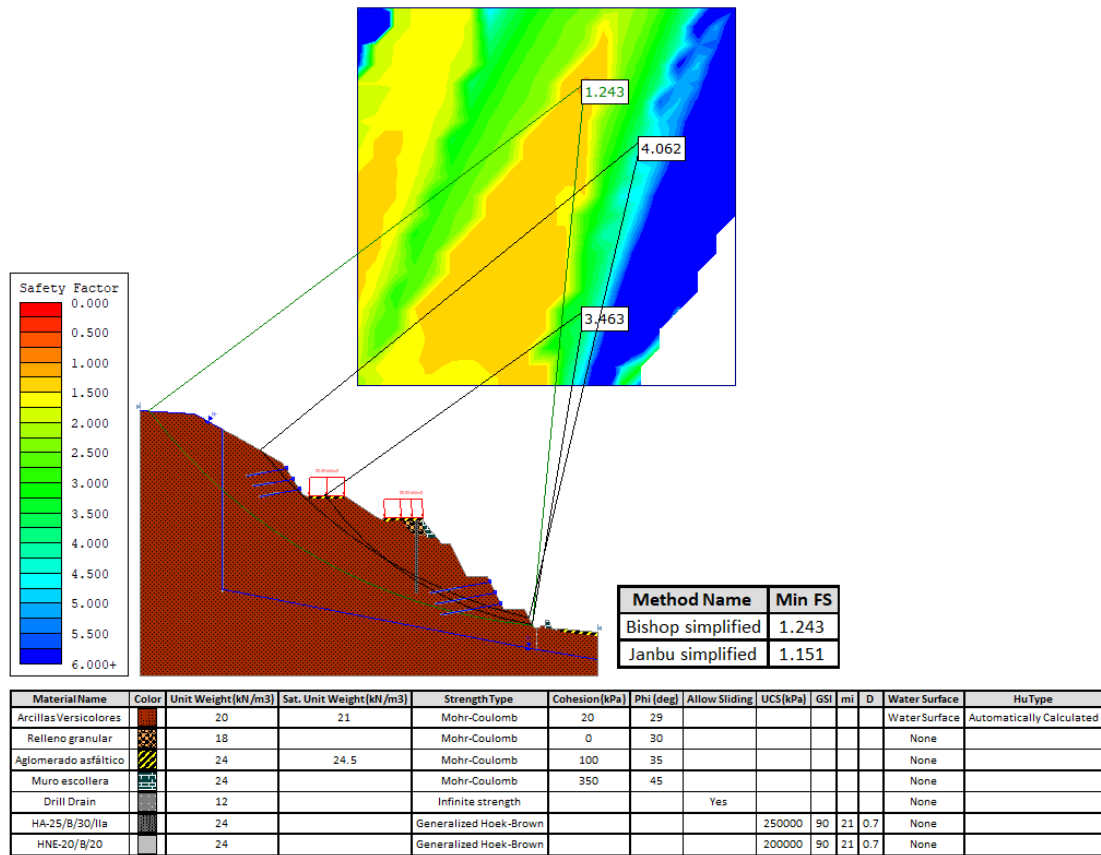 1.243
4.062
3.463
Safety Factor
0.000
0.500
1.000
1.500
2.000
2.500
3.000
3.500
4.000
4.500
5.000
5.500
6.000+
Method Name Min FS
Bishop simplified 1.243
Janbu simplified 1.151
Material Name Color Unit Weight (kN/m3) Sat. Unit Weight (kN/m3) Strength Type Cohesion (kPa) Phi (deg) Allow Sliding UCS (kPa) GSI mi D Water Surface Hu Type
Arcillas Versicolores 20 21 Mohr-Coulomb 20 29 Water Surface Automatically Calculated
Relleno granular 18 Mohr-Coulomb 0 30 None
Aglomerado asfáltico 24 24.5 Mohr-Coulomb 100 35 None
Muro escollera 24 Mohr-Coulomb 350 45 None
Drill Drain 12 Infinite strength Yes None
HA-25/B/30/IIa 24 Generalized Hoek-Brown 250000 90 21 0.7 None
HNE-20/B/20 24 Generalized Hoek-Brown 200000 90 21 0.7 None